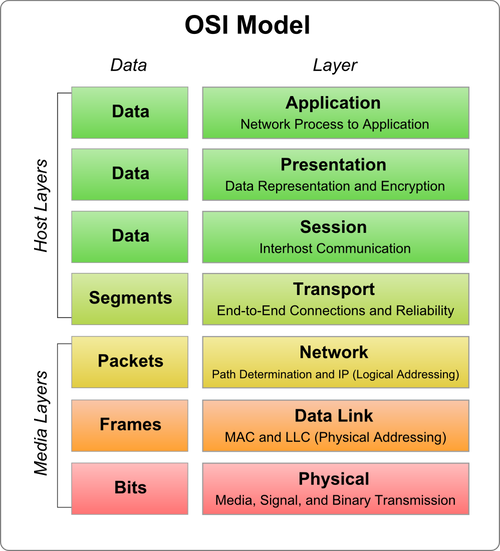 OSI Model
Data Layer
Host Layers
Data Application
Network Process to Application
Data Presentation
Data Representation and Encryption
Data Session
Interhost Communication
Segments Transport
End-to-End Connections and Reliability
Media Layers
Packets Network
Path Determination and IP (Logical Addressing)
Frames Data Link
MAC and LLC (Physical Addressing)
Bits Physical
Media, Signal, and Binary Transmission